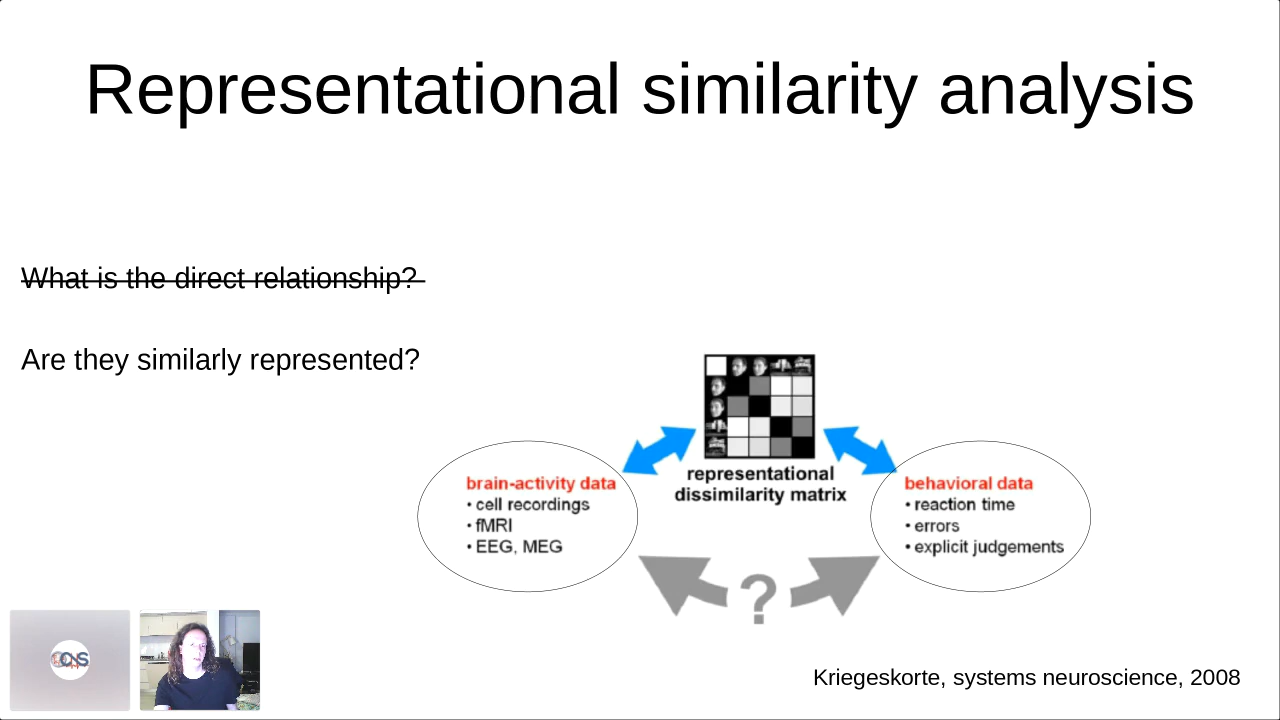 Representational similarity analysis
What is the direct relationship?
Are they similarly represented?
representational
dissimilarity matrix
brain-activity data
• cell recordings
• fMRI
• EEG, MEG
behavioral data
• reaction time
• errors
• explicit judgements
?
Kriegeskorte, systems neuroscience, 2008